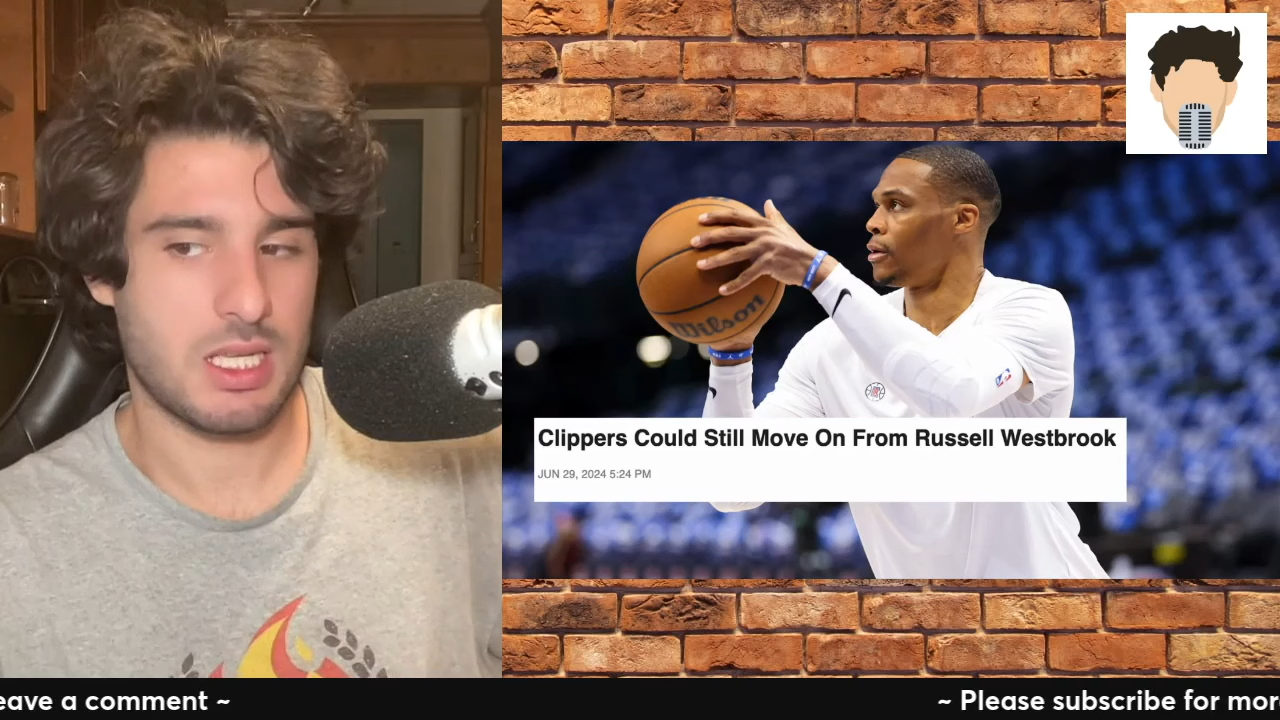 Wilson
Clippers Could Still Move On From Russell Westbrook
JUN 29, 2024 5:24 PM
eave a comment ~
~ Please subscribe for mor